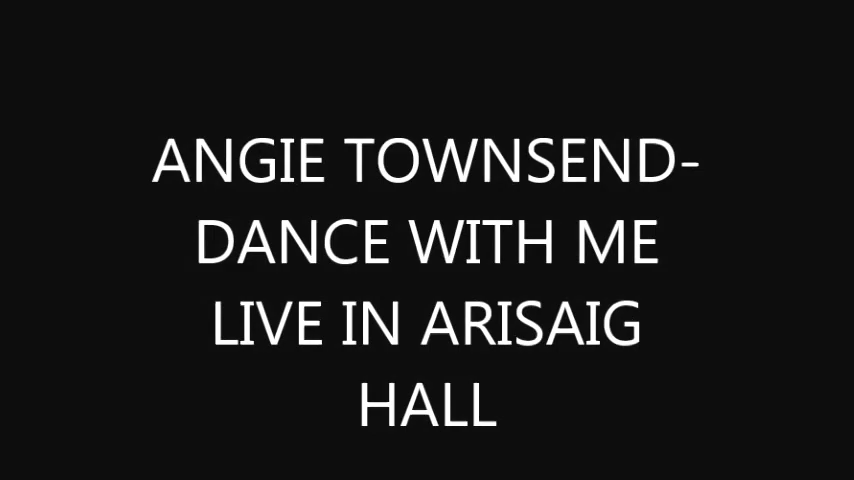 ANGIE TOWNSEND-
DANCE WITH ME
LIVE IN ARISAIG
HALL